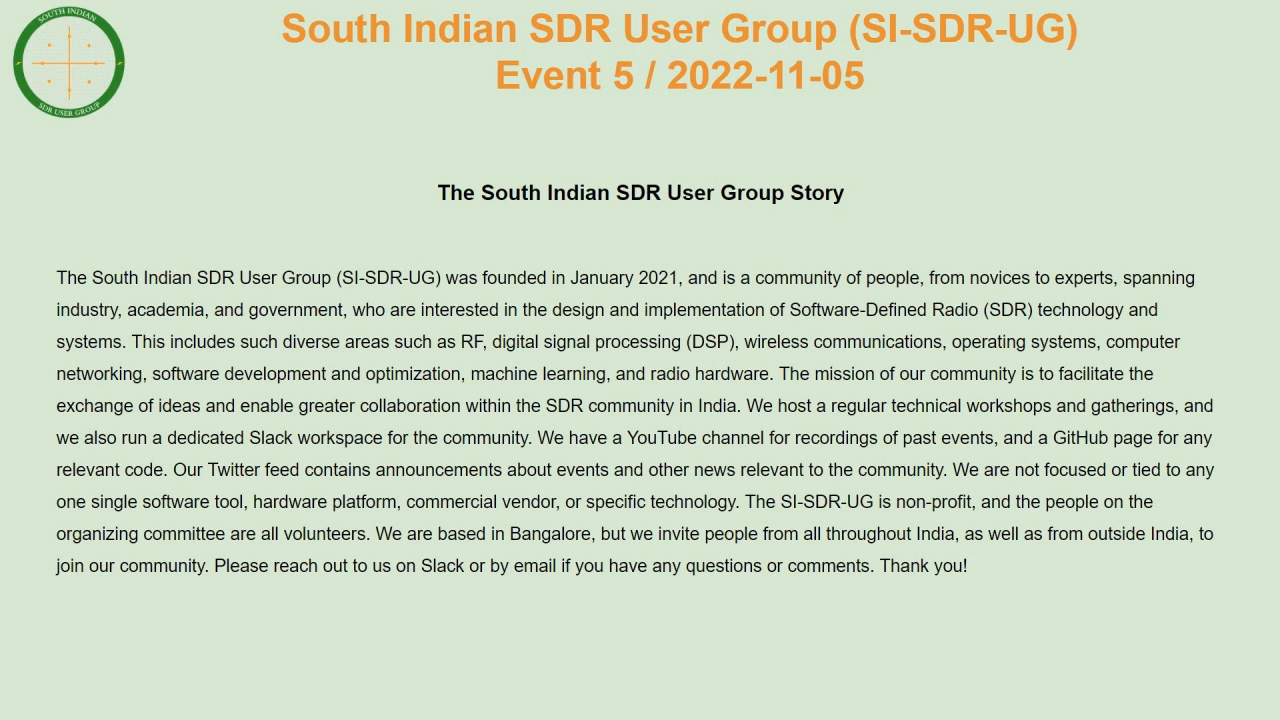 SOUTH INDIAN
SDR USER GROUP
South Indian SDR User Group (SI-SDR-UG)
Event 5 / 2022-11-05
The South Indian SDR User Group Story
The South Indian SDR User Group (SI-SDR-UG) was founded in January 2021, and is a community of people, from novices to experts, spanning
industry, academia, and government, who are interested in the design and implementation of Software-Defined Radio (SDR) technology and
systems. This includes such diverse areas such as RF, digital signal processing (DSP), wireless communications, operating systems, computer
networking, software development and optimization, machine learning, and radio hardware. The mission of our community is to facilitate the
exchange of ideas and enable greater collaboration within the SDR community in India. We host a regular technical workshops and gatherings, and
we also run a dedicated Slack workspace for the community. We have a YouTube channel for recordings of past events, and a GitHub page for any
relevant code. Our Twitter feed contains announcements about events and other news relevant to the community. We are not focused or tied to any
one single software tool, hardware platform, commercial vendor, or specific technology. The SI-SDR-UG is non-profit, and the people on the
organizing committee are all volunteers. We are based in Bangalore, but we invite people from all throughout India, as well as from outside India, to
join our community. Please reach out to us on Slack or by email if you have any questions or comments. Thank you!